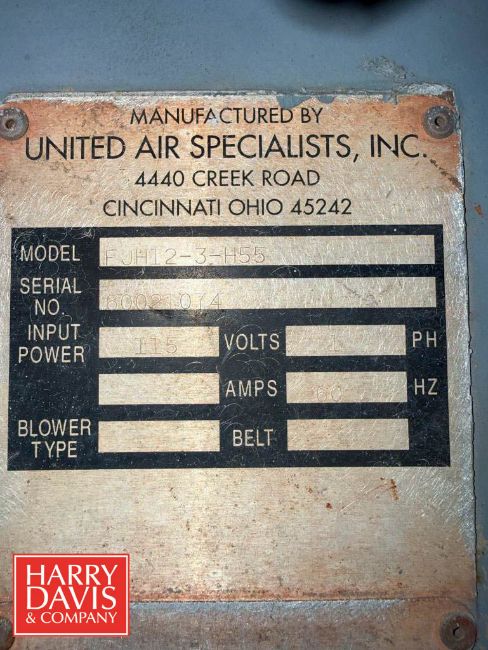 MANUFACTURED BY
UNITED AIR SPECIALISTS, INC.
4440 CREEK ROAD
CINCINNATI OHIO 45242
MODEL PJH12-3-H55
SERIAL NO.
INPUT POWER 115 VOLTS 1 PH
AMPS 60 HZ
BLOWER TYPE BELT
HARRY
DAVIS
& COMPANY